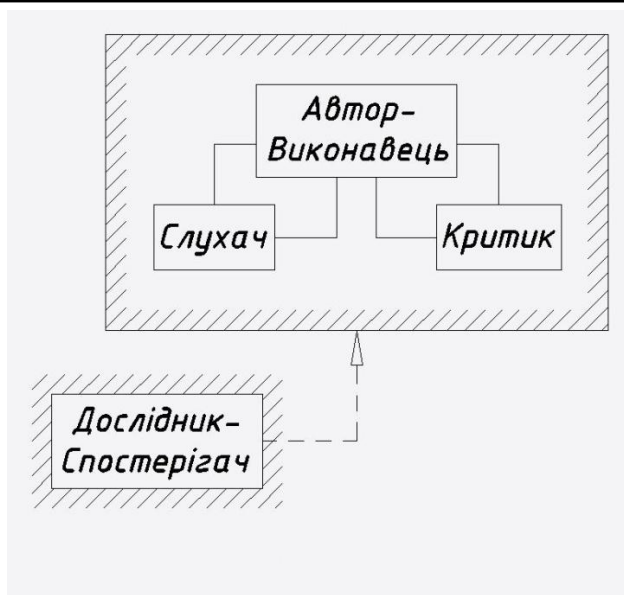 Автор-
Виконавець
Слухач
Критик
Дослідник-
Спостерігач